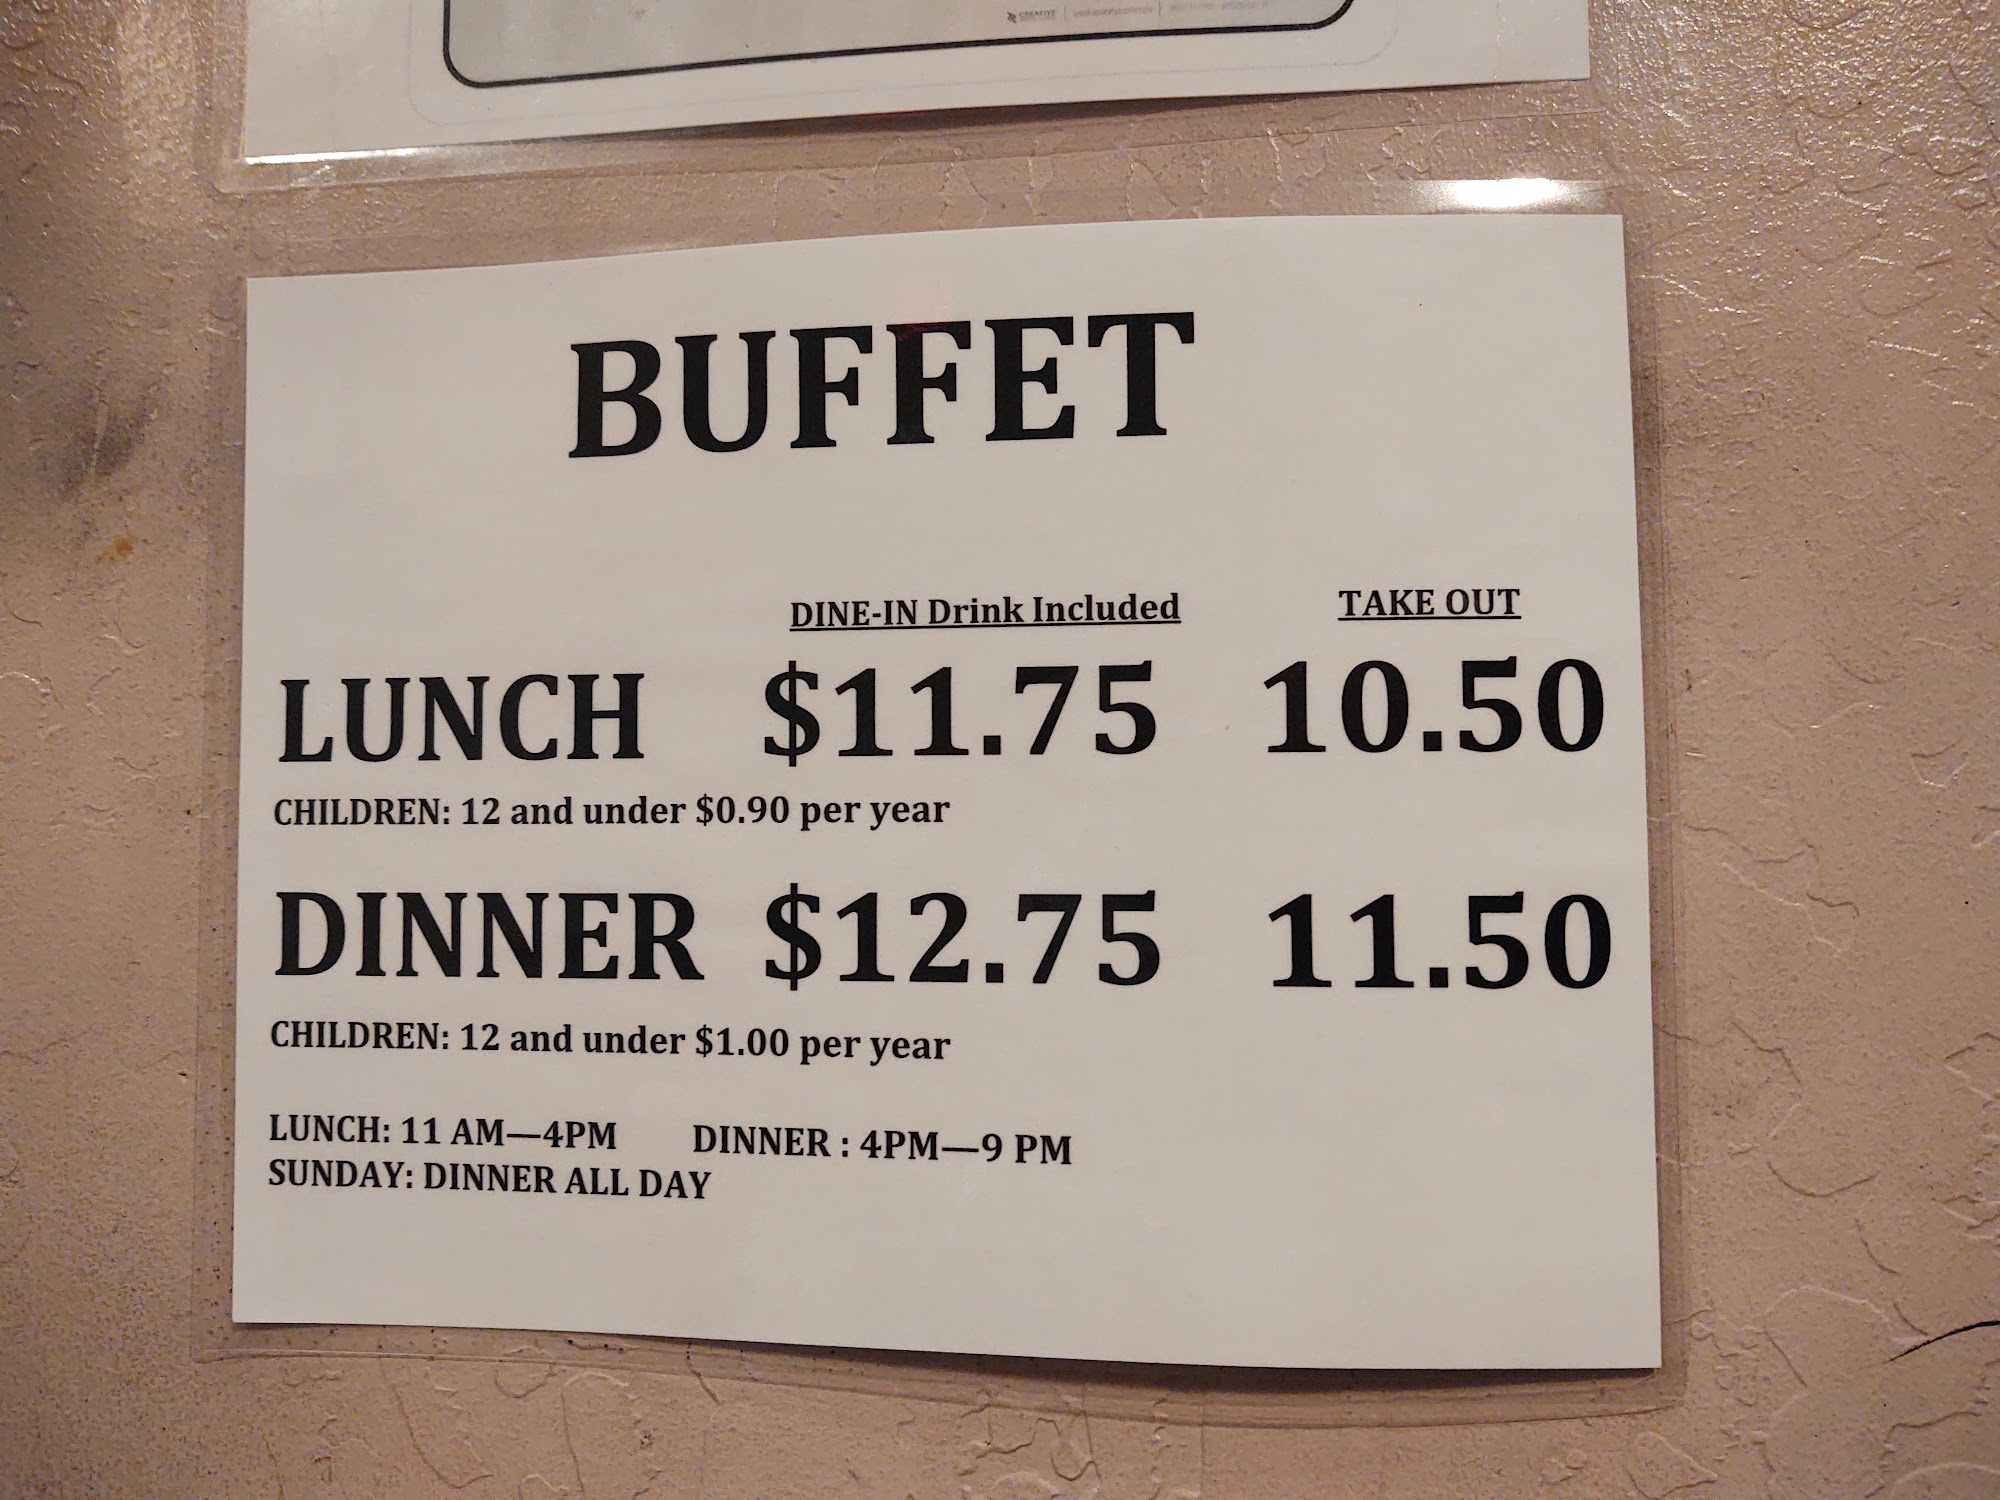 CREATIVE
BUFFET
DINE-IN Drink Included TAKE OUT
LUNCH $11.75 10.50
CHILDREN: 12 and under $0.90 per year
DINNER $12.75 11.50
CHILDREN: 12 and under $1.00 per year
LUNCH: 11 AM—4PM DINNER : 4PM—9 PM
SUNDAY: DINNER ALL DAY